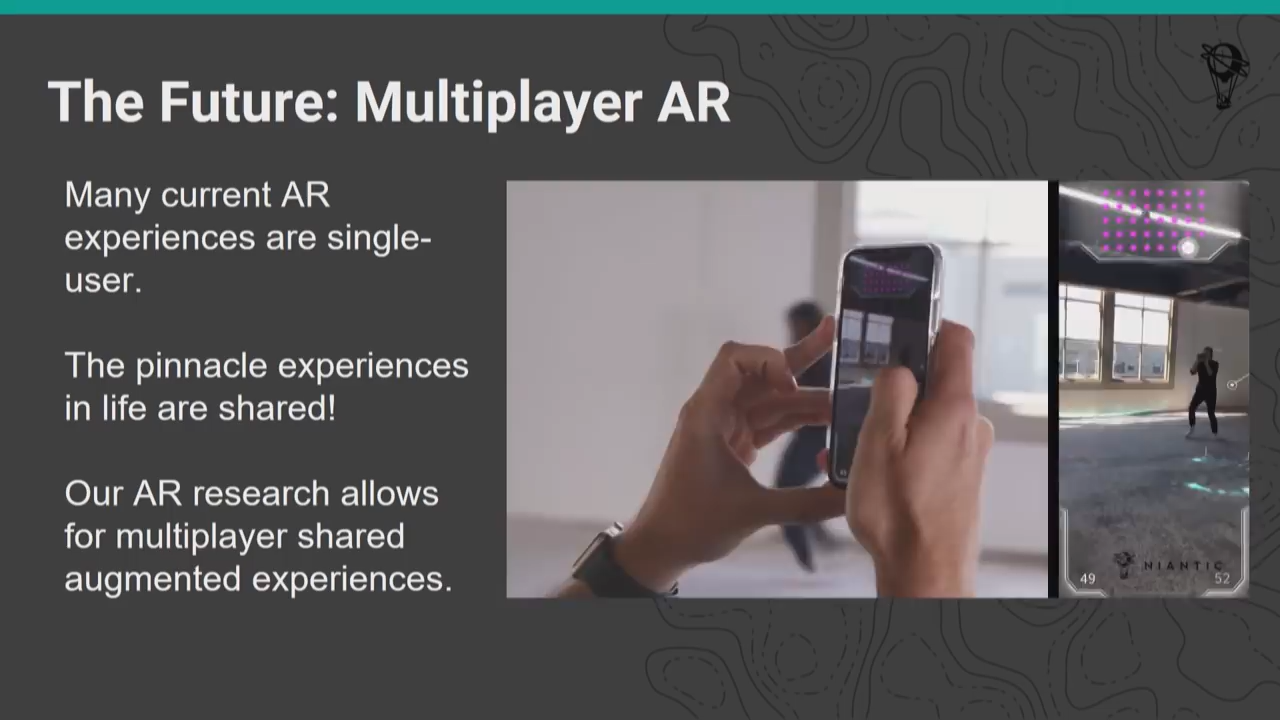 The Future: Multiplayer AR
Many current AR
experiences are single-
user.
The pinnacle experiences
in life are shared!
Our AR research allows
for multiplayer shared
augmented experiences.
NIANTIC
49
52